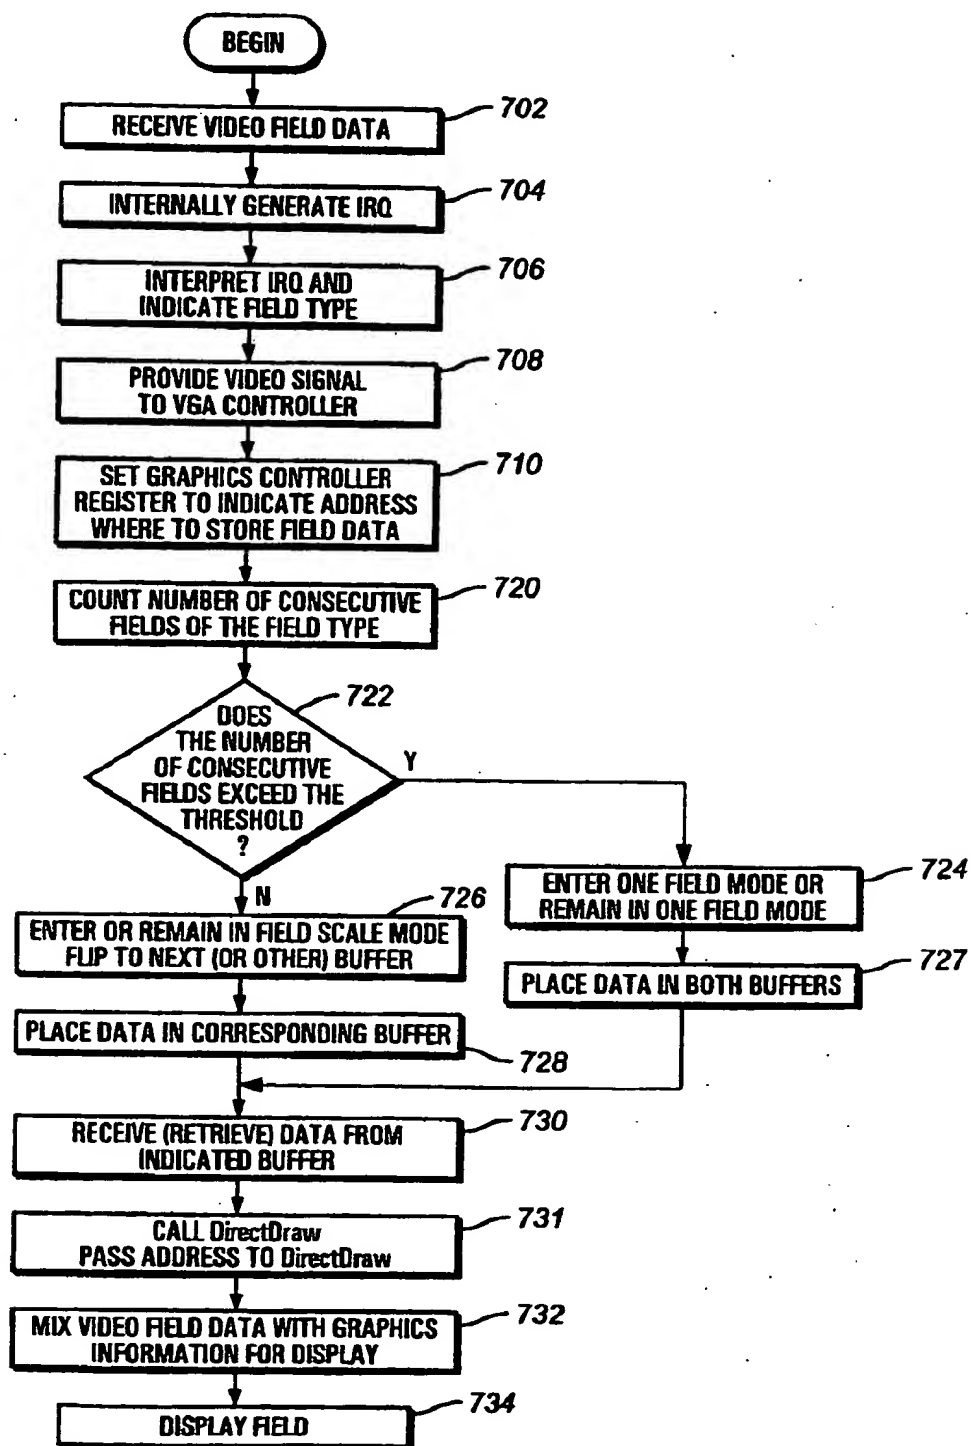 BEGIN
RECEIVE VIDEO FIELD DATA
702
INTERNALLY GENERATE IRQ
704
INTERPRET IRQ AND
INDICATE FIELD TYPE
706
PROVIDE VIDEO SIGNAL
TO VGA CONTROLLER
708
SET GRAPHICS CONTROLLER
REGISTER TO INDICATE ADDRESS
WHERE TO STORE FIELD DATA
710
COUNT NUMBER OF CONSECUTIVE
FIELDS OF THE FIELD TYPE
720
DOES
THE NUMBER
OF CONSECUTIVE
FIELDS EXCEED THE
THRESHOLD
?
722
Y
N
ENTER ONE FIELD MODE OR
REMAIN IN ONE FIELD MODE
724
ENTER OR REMAIN IN FIELD SCALE MODE
FLIP TO NEXT (OR OTHER) BUFFER
726
PLACE DATA IN BOTH BUFFERS
727
PLACE DATA IN CORRESPONDING BUFFER
728
RECEIVE (RETRIEVE) DATA FROM
INDICATED BUFFER
730
CALL DirectDraw
PASS ADDRESS TO DirectDraw
731
MIX VIDEO FIELD DATA WITH GRAPHICS
INFORMATION FOR DISPLAY
732
DISPLAY FIELD
734